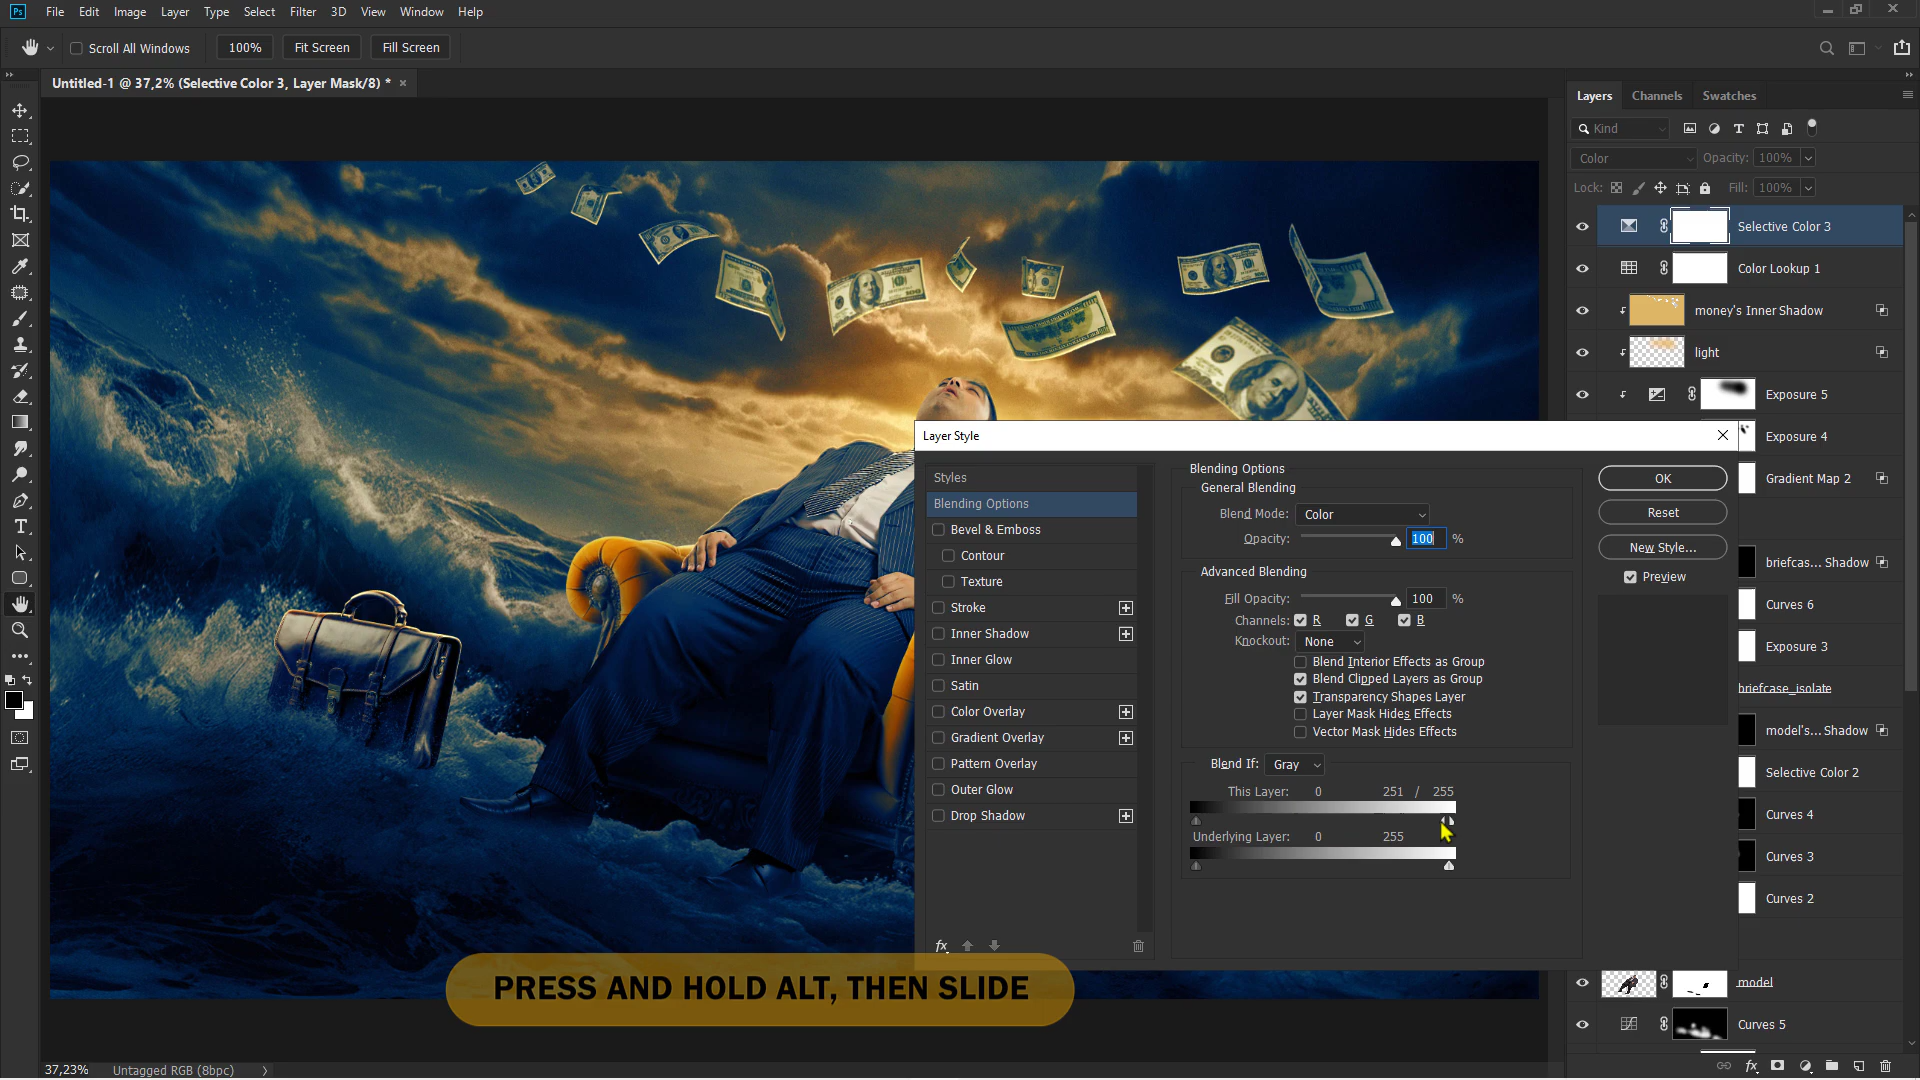 Ps File Edit Image Layer Type Select Filter 3D View Window Help
Scroll All Windows 100% Fit Screen Fill Screen
Untitled-1 @ 37,2% (Selective Color 3, Layer Mask/8) * ×
Layers Channels Swatches
Kind
Color Opacity: 100%
Lock: Fill: 100%
Selective Color 3
Color Lookup 1
money's Inner Shadow
light
Exposure 5
Exposure 4
Gradient Map 2
briefcas... Shadow
Curves 6
Exposure 3
briefcase_isolate
model's... Shadow
Selective Color 2
Curves 4
Curves 3
Curves 2
model
Curves 5
Layer Style
Styles
Blending Options
Bevel & Emboss
Contour
Texture
Stroke
Inner Shadow
Inner Glow
Satin
Color Overlay
Gradient Overlay
Pattern Overlay
Outer Glow
Drop Shadow
fx
Blending Options
General Blending
Blend Mode: Color
Opacity: 100 %
Advanced Blending
Fill Opacity: 100 %
Channels: R G B
Knockout: None
Blend Interior Effects as Group
Blend Clipped Layers as Group
Transparency Shapes Layer
Layer Mask Hides Effects
Vector Mask Hides Effects
Blend If: Gray
This Layer: 0 251 / 255
Underlying Layer: 0 255
OK
Reset
New Style...
Preview
PRESS AND HOLD ALT, THEN SLIDE
37,23% Untagged RGB (8bpc)
fx